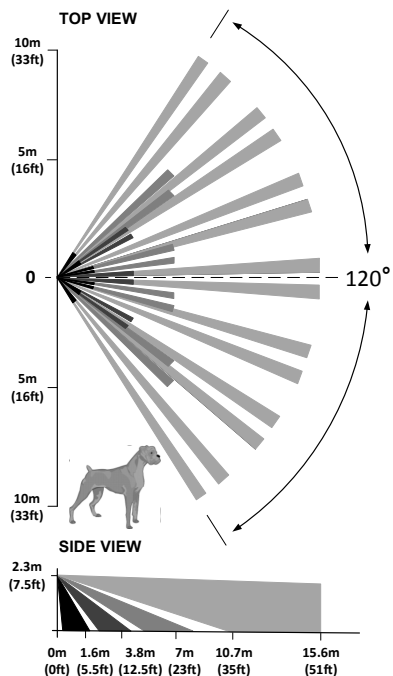 TOP VIEW
10m
(33ft)
5m
(16ft)
0
120°
5m
(16ft)
10m
(33ft)
SIDE VIEW
2.3m
(7.5ft)
0m 1.6m 3.8m 7m 10.7m 15.6m
(0ft) (5.5ft) (12.5ft) (23ft) (35ft) (51ft)